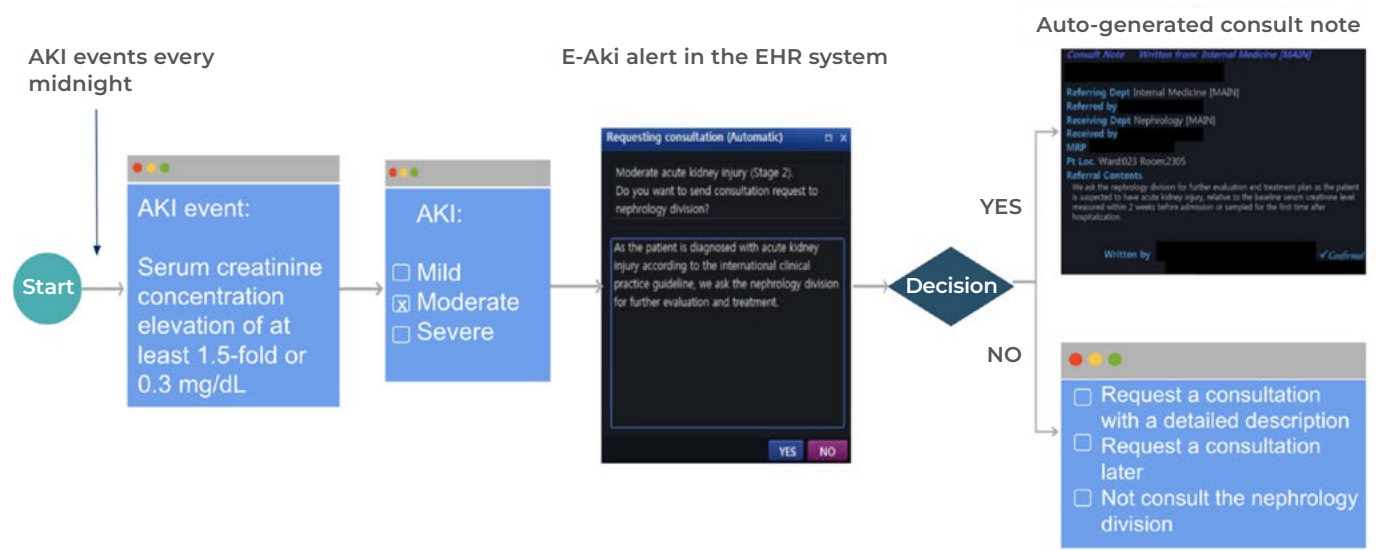 AKI events every
midnight
Start
AKI event:
Serum creatinine
concentration
elevation of at
least 1.5-fold or
0.3 mg/dL
AKI:
Mild
x Moderate
Severe
E-Aki alert in the EHR system
Requesting consultation (Automatic)
x
Moderate acute kidney injury (Stage 2).
Do you want to send consultation request to
nephrology division?
As the patient is diagnosed with acute kidney
injury according to the international clinical
practice guideline, we ask the nephrology division
for further evaluation and treatment.
YES
NO
Decision
YES
Auto-generated consult note
Consult Note Written from: Internal Medicine [MAIN]
Referring Dept Internal Medicine [MAIN]
Referred by
Receiving Dept Nephrology [MAIN]
Received by
MRP
Pt Loc. Ward:023 Room:2305
Referral Contents
We ask the nephrology division for further evaluation and treatment plan as the patient
is suspected to have acute kidney injury, relative to the baseline serum creatinine level
measured within 2 weeks before admission or sampled for the first time after
hospitalization.
Written by
✓Confirmed
NO
Request a consultation
with a detailed description
Request a consultation
later
Not consult the nephrology
division